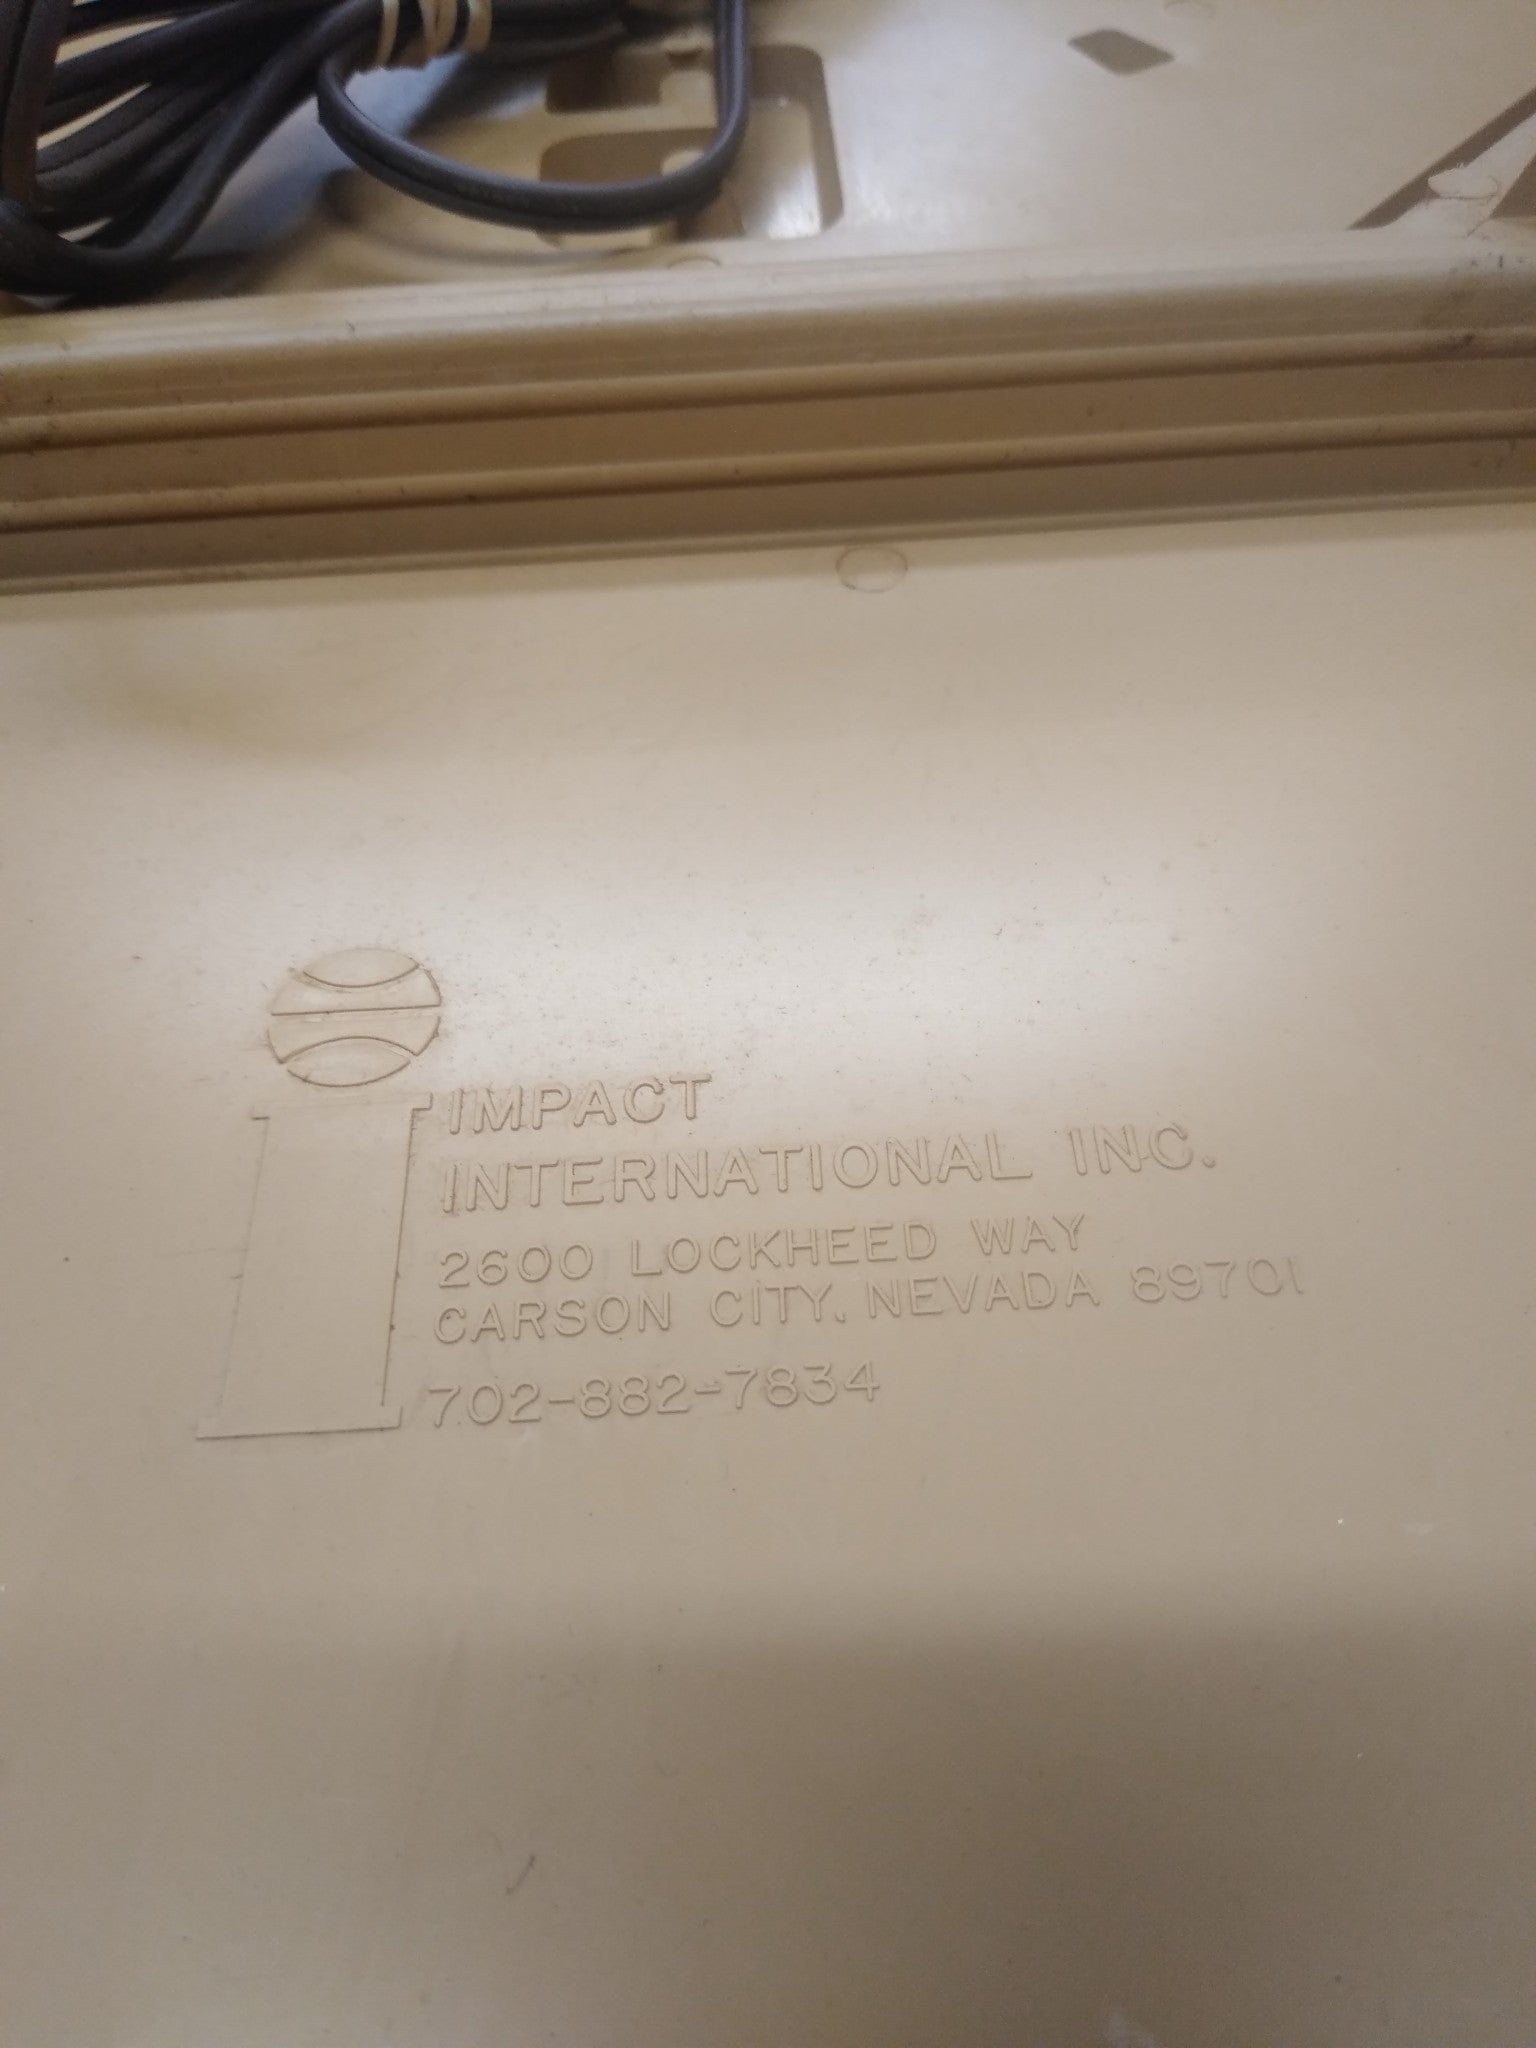 IMPACT
INTERNATIONAL INC.
2600 LOCKHEED WAY
CARSON CITY, NEVADA 89701
702-882-7834